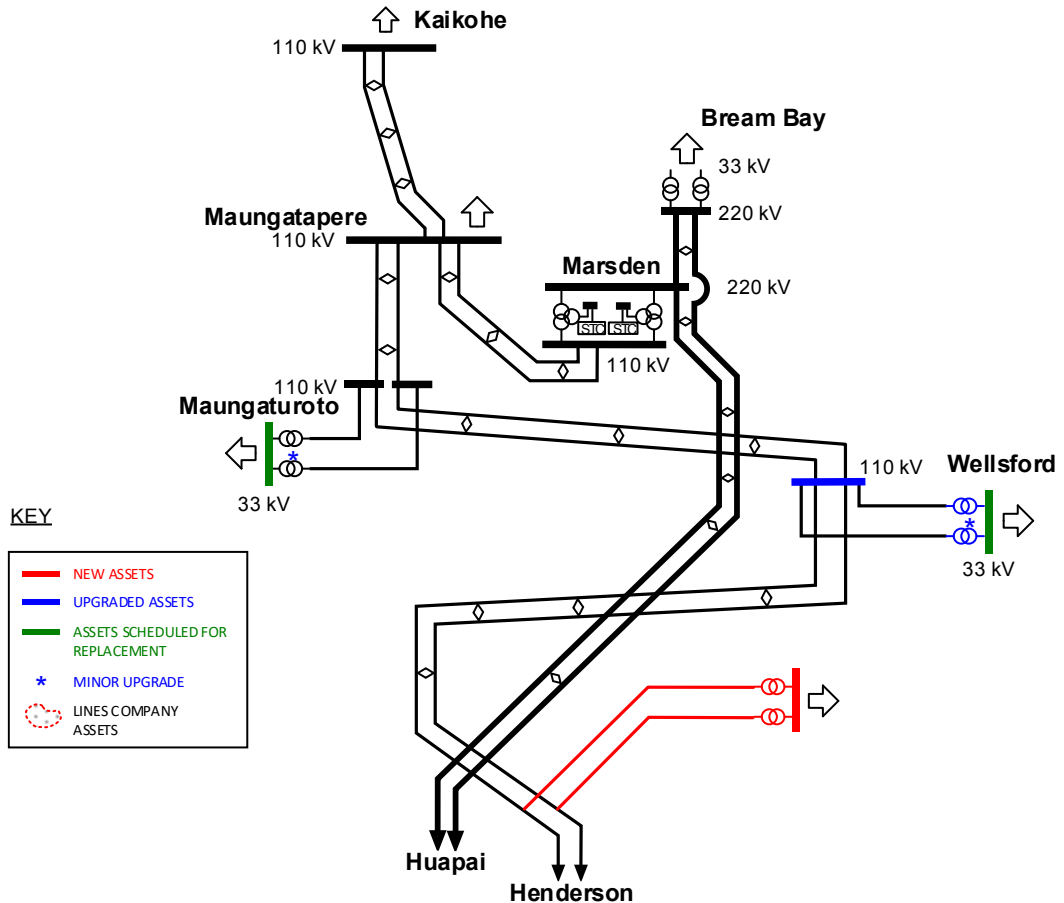 Kaikohe
110 kV
Bream Bay
33 kV
Maungatapere
110 kV
220 kV
Marsden
220 kV
STC
STC
110 kV
110 kV
Maungaturoto
*
33 kV
110 kV
Wellsford
*
33 kV
KEY
NEW ASSETS
UPGRADED ASSETS
ASSETS SCHEDULED FOR
REPLACEMENT
* MINOR UPGRADE
LINES COMPANY
ASSETS
Huapai
Henderson